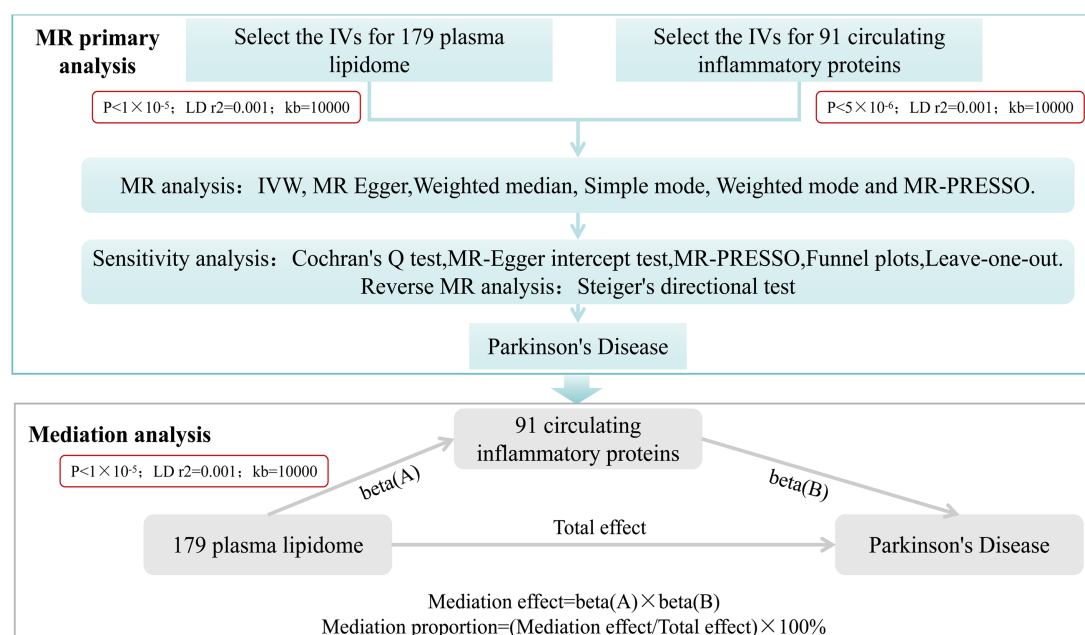 MR primary
analysis
Select the IVs for 179 plasma
lipidome
Select the IVs for 91 circulating
inflammatory proteins
P<1×10-5; LD r2=0.001; kb=10000
P<5×10-6; LD r2=0.001; kb=10000
MR analysis: IVW, MR Egger,Weighted median, Simple mode, Weighted mode and MR-PRESSO.
Sensitivity analysis: Cochran's Q test,MR-Egger intercept test,MR-PRESSO,Funnel plots,Leave-one-out.
Reverse MR analysis: Steiger's directional test
Parkinson's Disease
Mediation analysis
P<1×10-5; LD r2=0.001; kb=10000
91 circulating
inflammatory proteins
beta(A)
beta(B)
179 plasma lipidome
Total effect
Parkinson's Disease
Mediation effect=beta(A)×beta(B)
Mediation proportion=(Mediation effect/Total effect)×100%